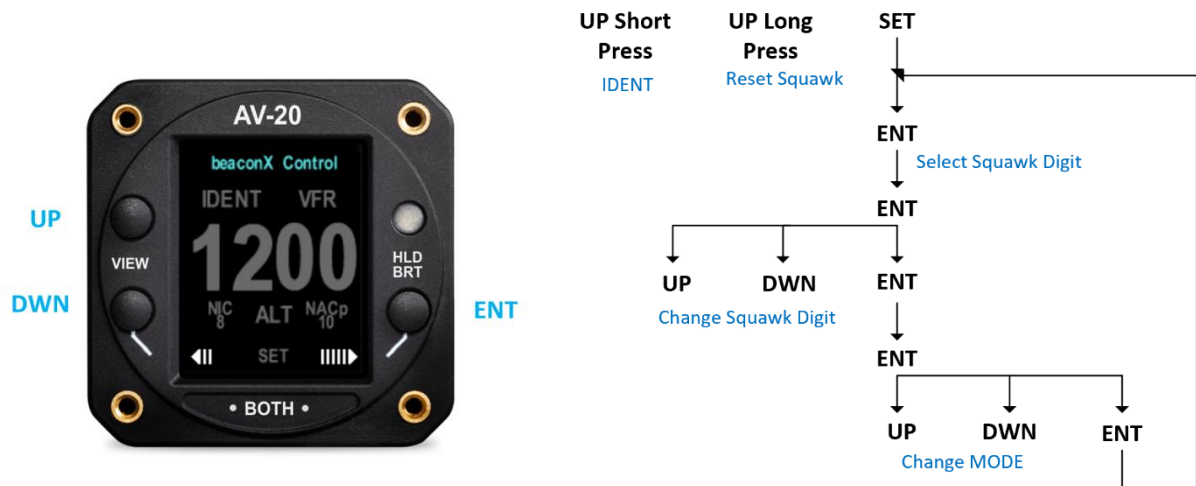 AV-20
beaconX Control
IDENT VFR
1200
NIC
8
ALT
NACp
10
SET
UP
VIEW
DWN
HLD
BRT
ENT
• BOTH •
UP Short
Press
IDENT
UP Long
Press
Reset Squawk
SET
ENT
Select Squawk Digit
ENT
UP DWN ENT
Change Squawk Digit
ENT
UP DWN ENT
Change MODE